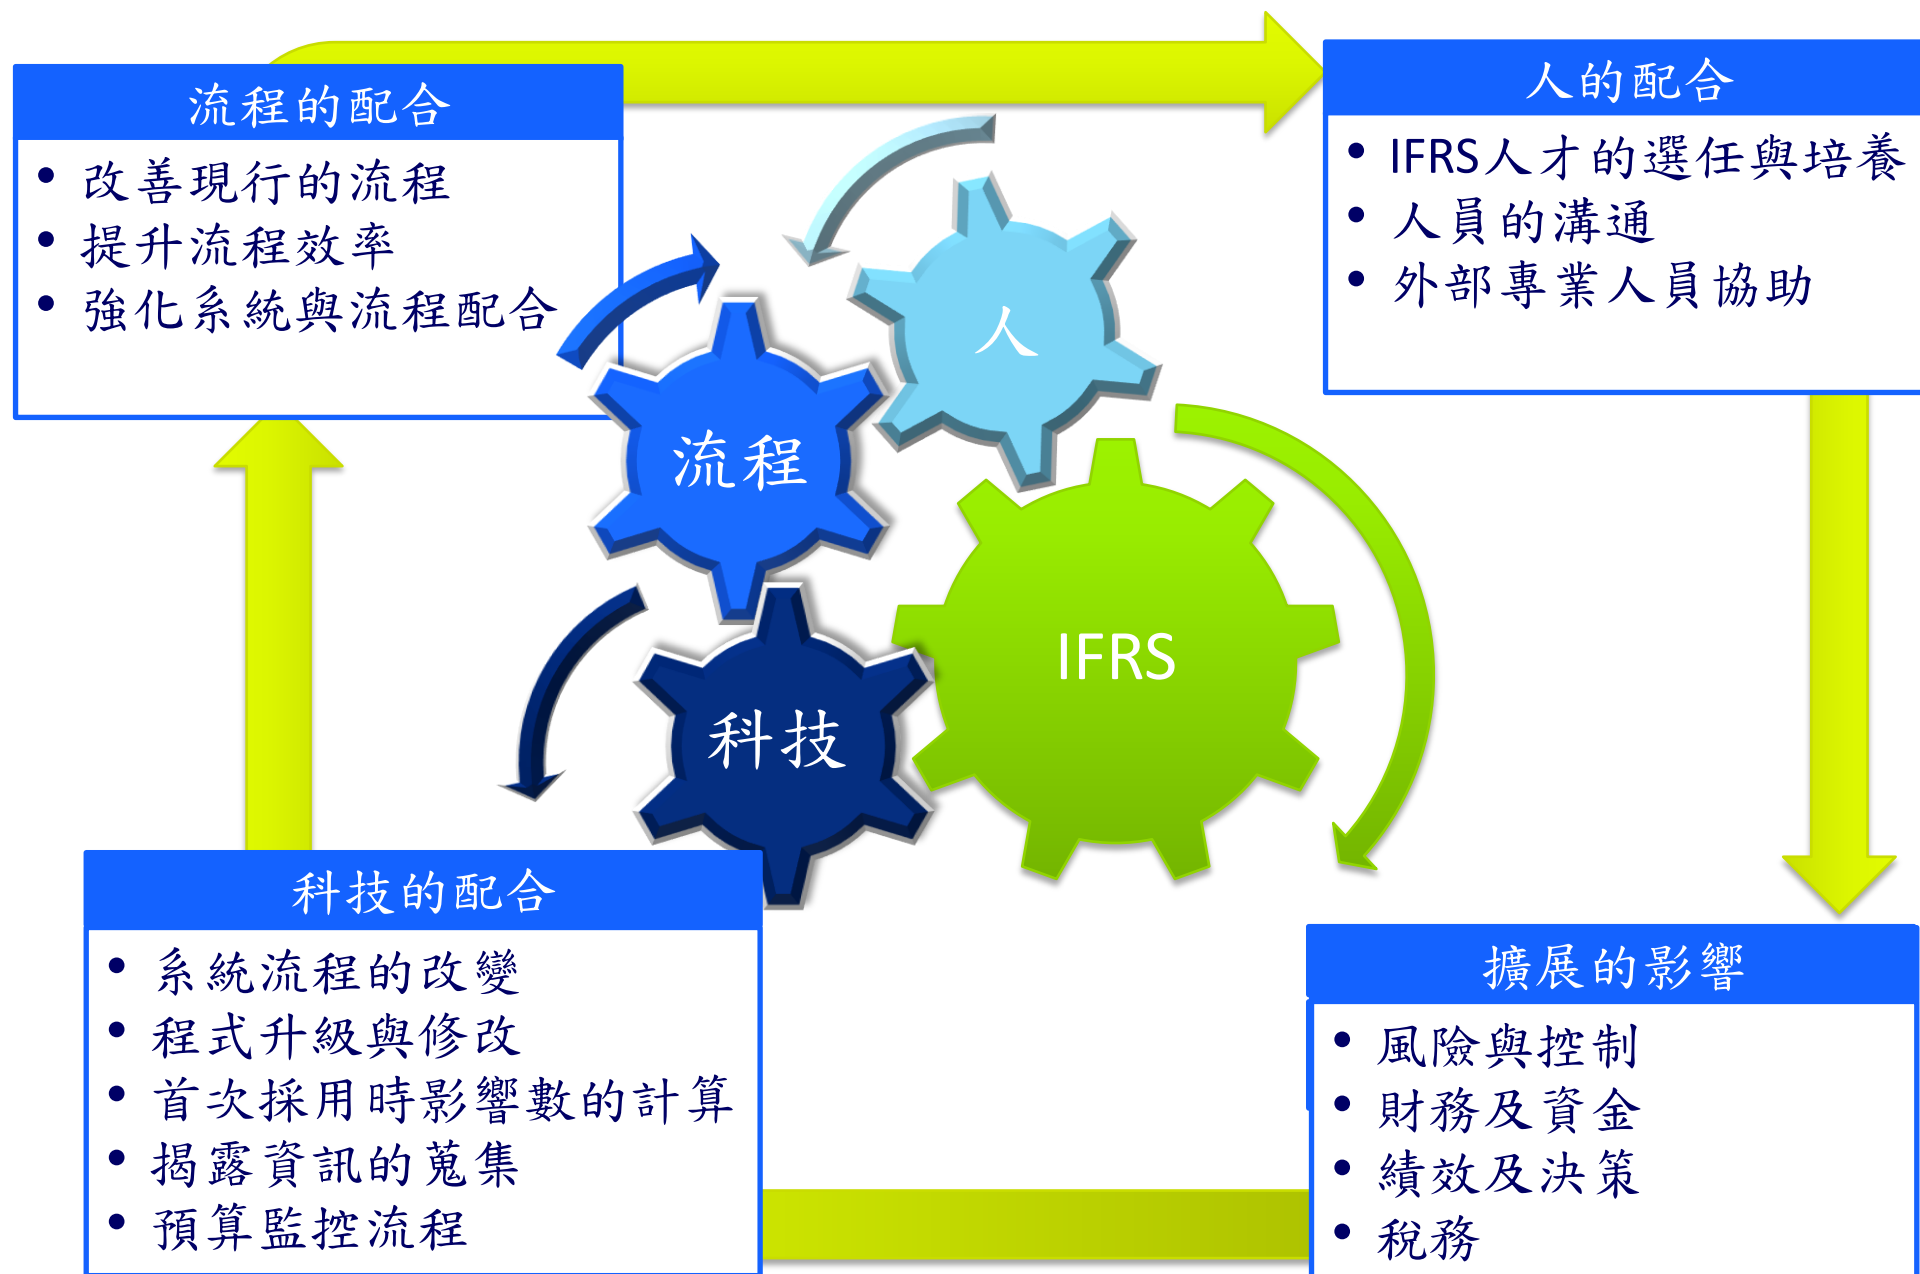 流程的配合
• 改善現行的流程
• 提升流程效率
• 強化系統與流程配合
人的配合
• IFRS人才的選任與培養
• 人員的溝通
• 外部專業人員協助
人
流程
IFRS
科技
科技的配合
• 系統流程的改變
• 程式升級與修改
• 首次採用時影響數的計算
• 揭露資訊的蒐集
• 預算監控流程
擴展的影響
• 風險與控制
• 財務及資金
• 績效及決策
• 稅務